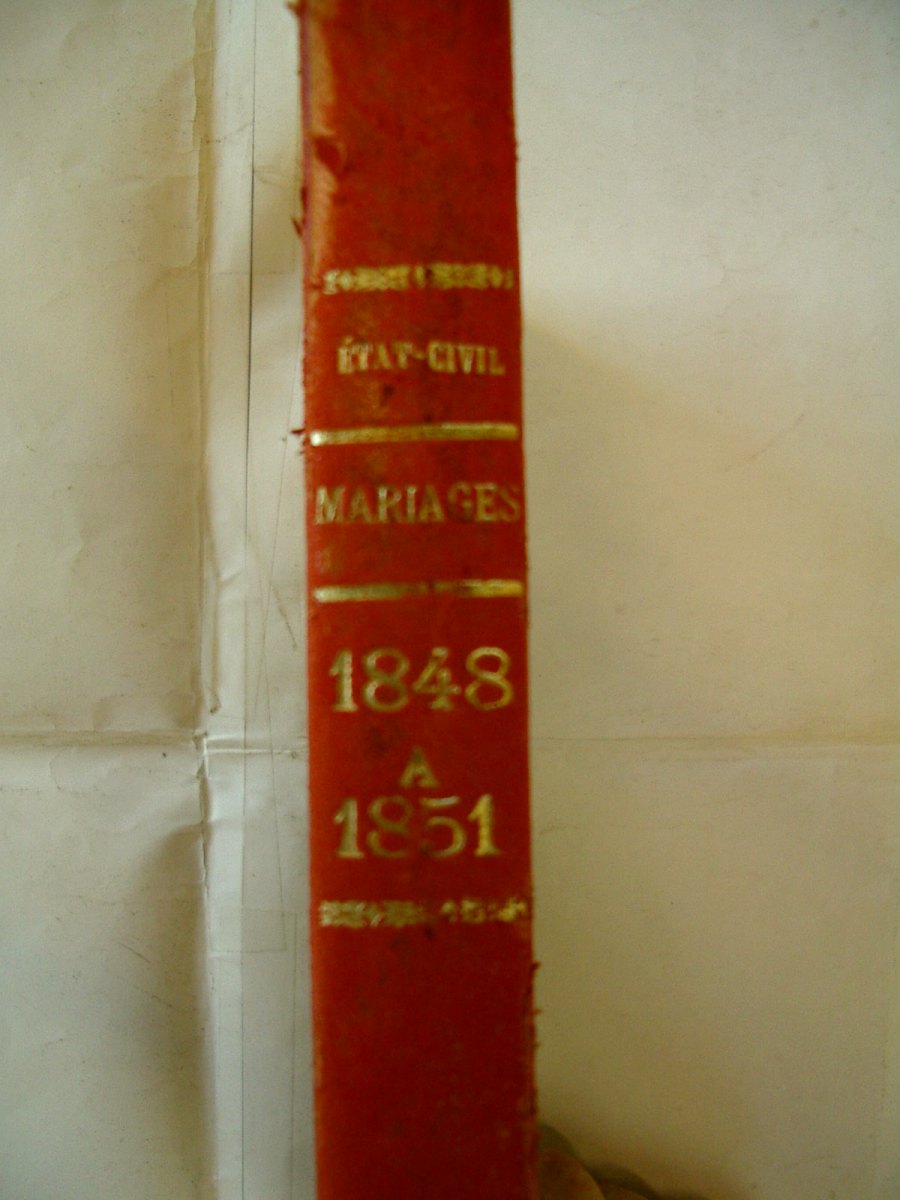 ÉTAT-CIVIL
MARIAGES
1848
A
1851